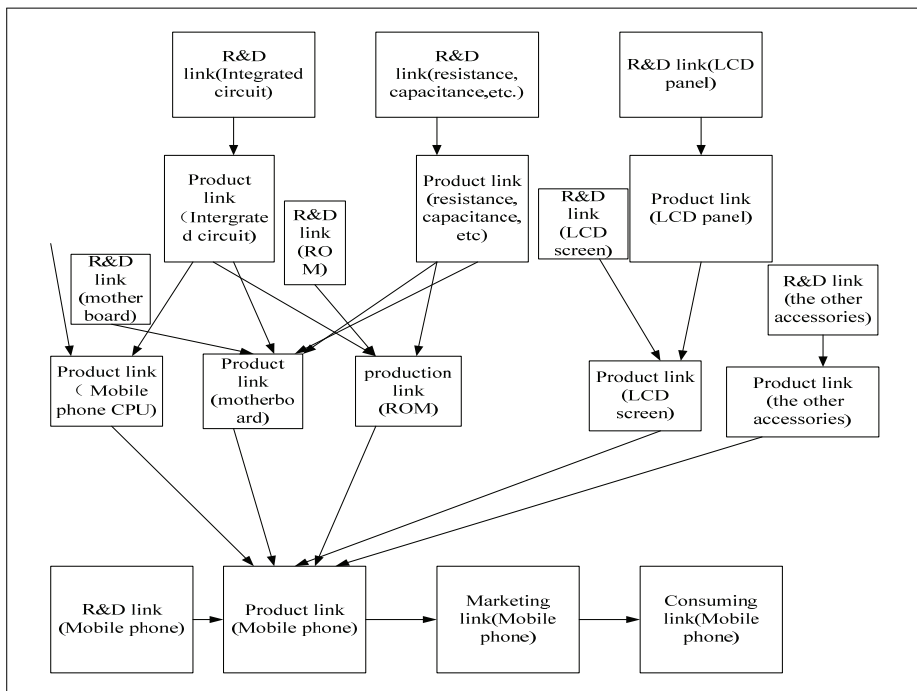 R&D
link(Integrated
circuit)
R&D
link(resistance,
capacitance,etc.)
R&D link(LCD
panel)
Product
link
（Intergrate
d circuit)
R&D
link
(RO
M)
Product link
(resistance,
capacitance,
etc)
R&D
link
(LCD
screen)
Product link
(LCD panel)
R&D
link
(mother
board)
R&D link
(the other
accessories)
Product link
（ Mobile
phone CPU)
Product
link
(motherbo
ard)
production
link
(ROM)
Product link
(LCD
screen)
Product link
(the other
accessories)
R&D link
(Mobile phone)
Product link
(Mobile phone)
Marketing
link(Mobile
phone)
Consuming
link(Mobile
phone)